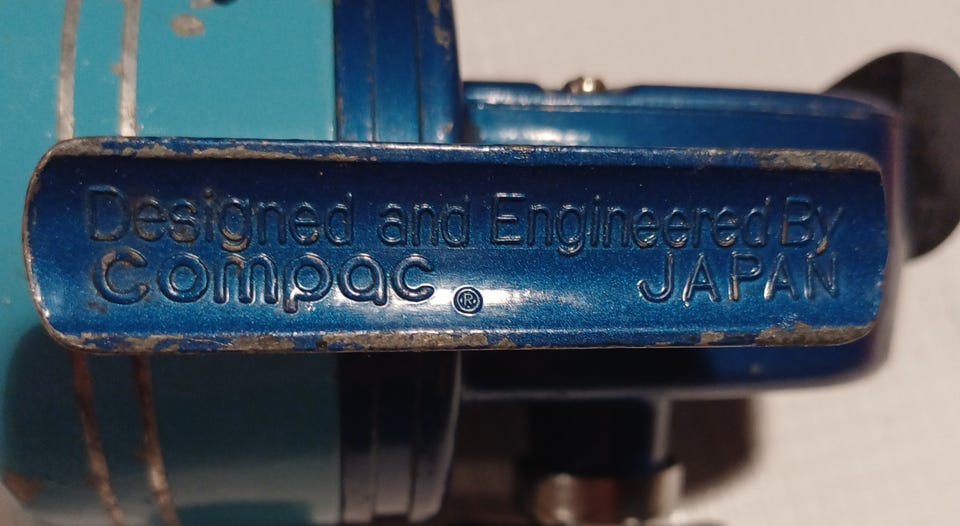 Designed and Engineered By
Compac ® JAPAN